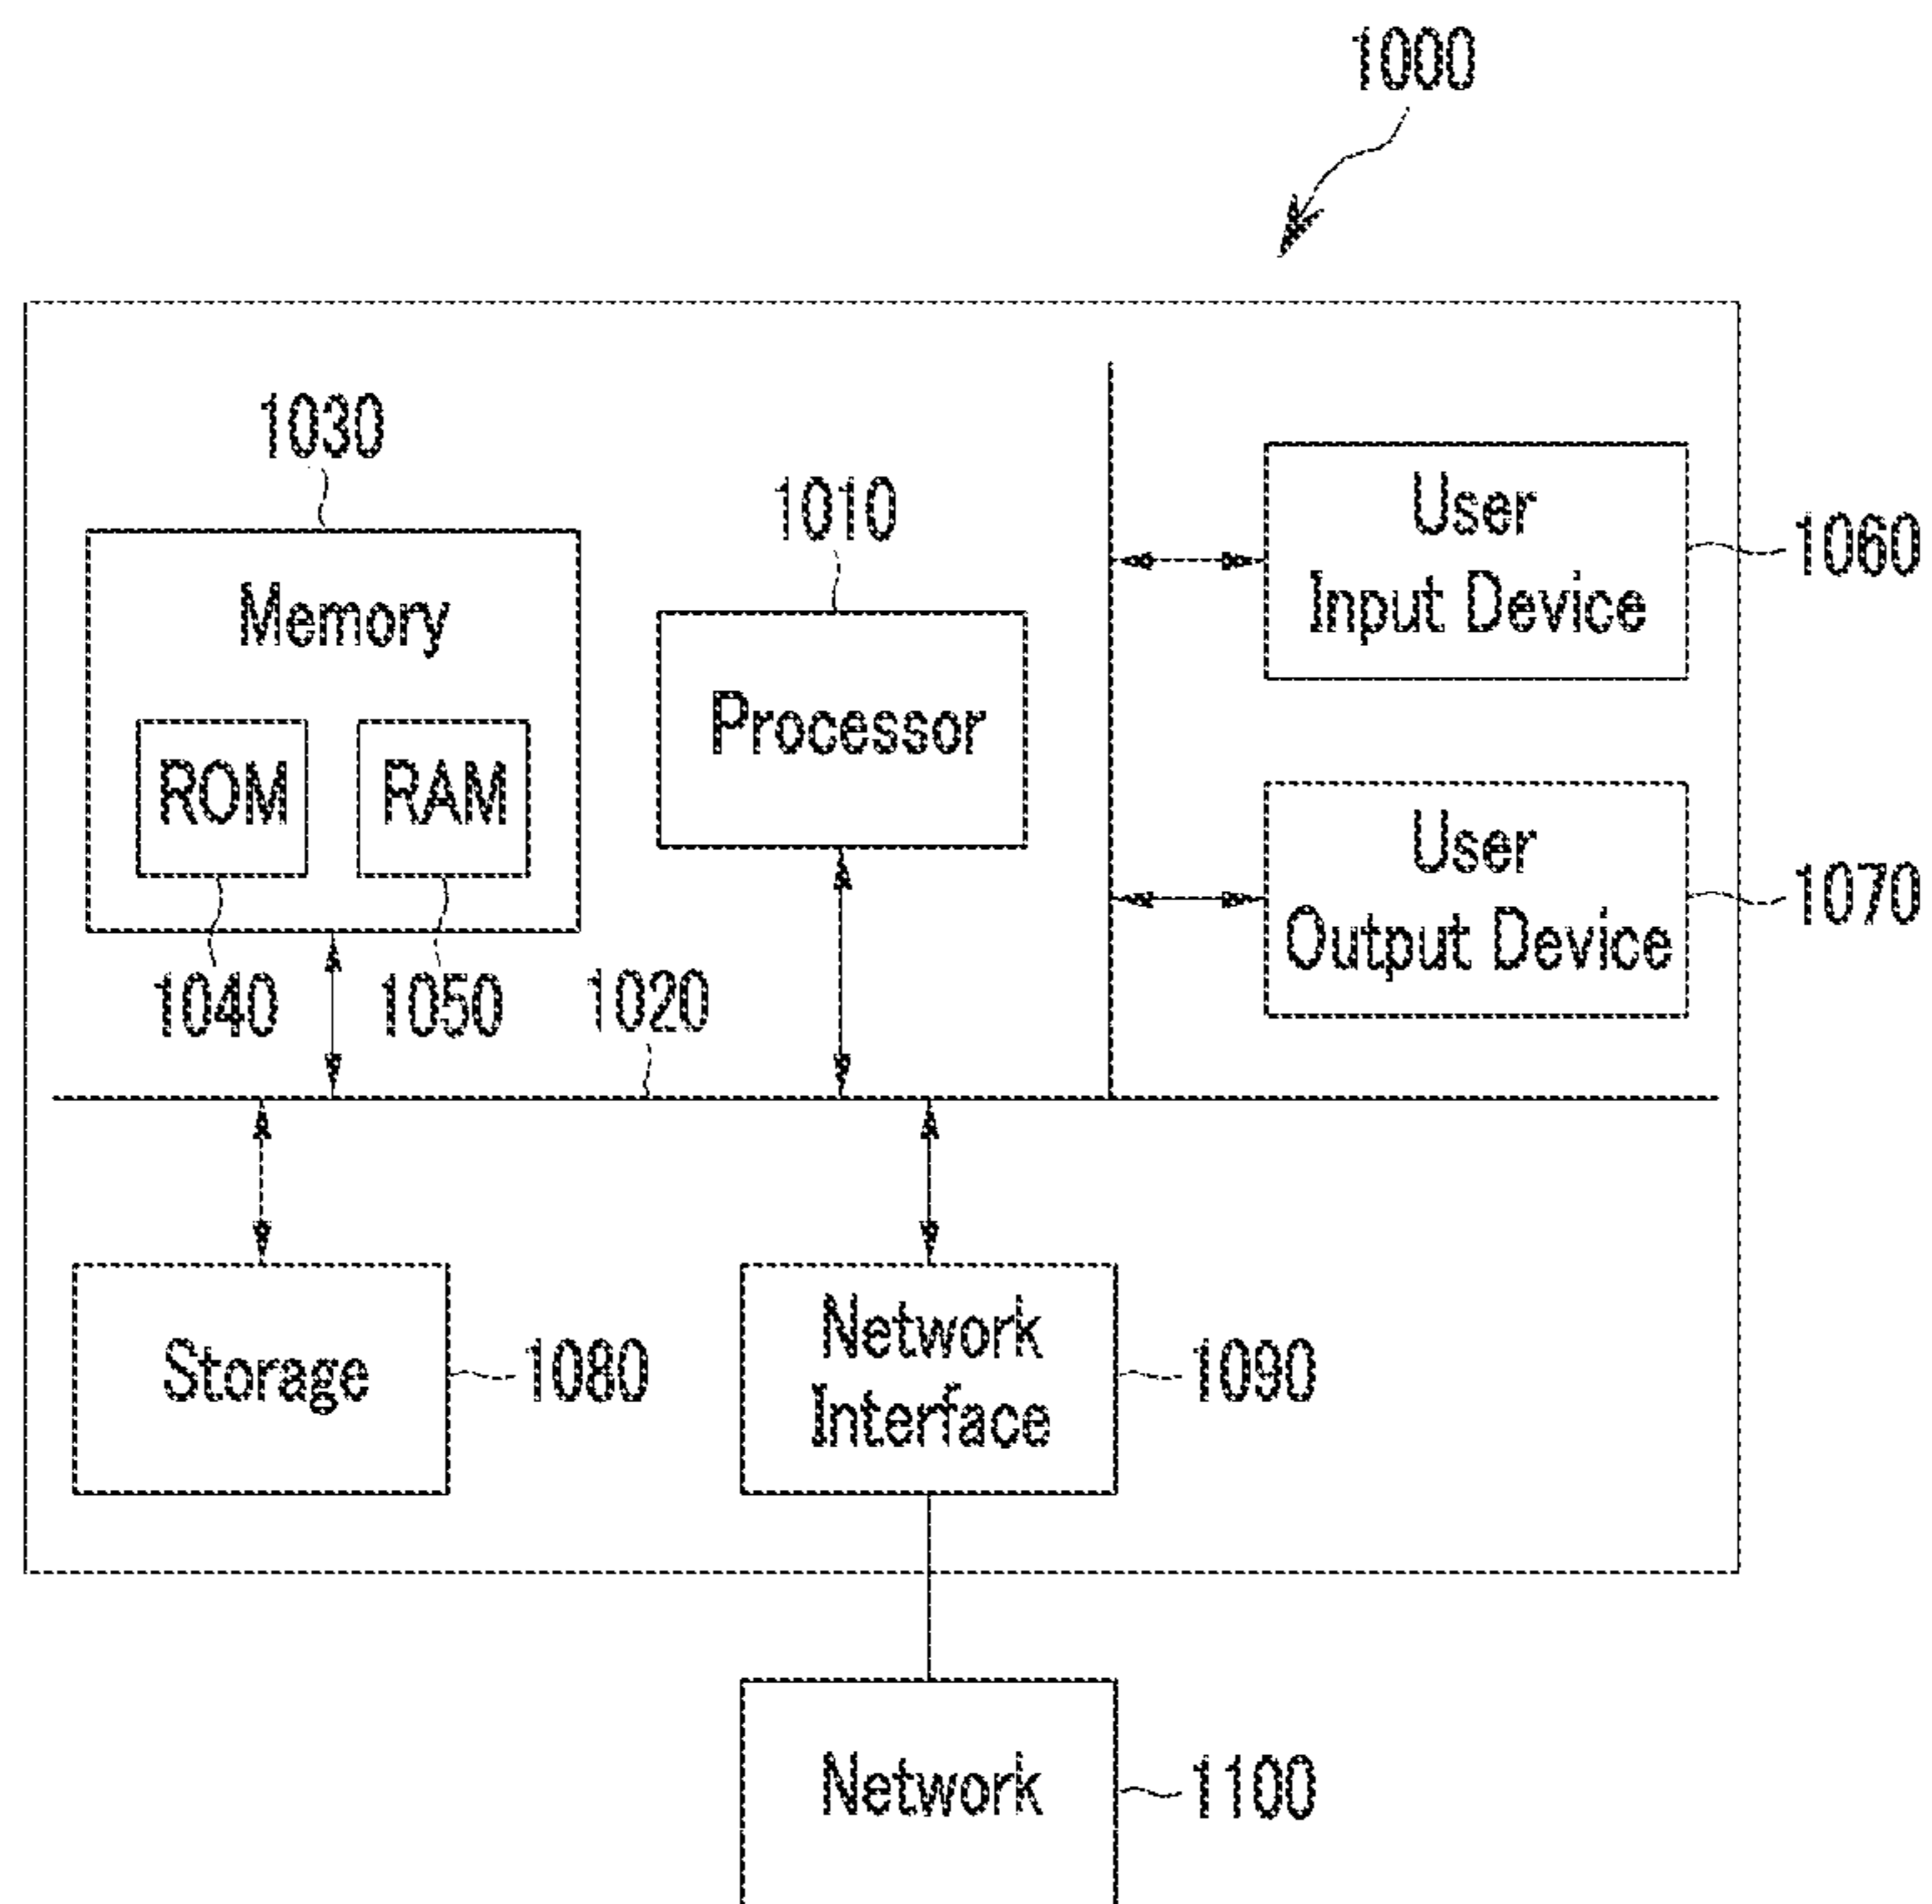 1000
1030
1010
User
Input Device
1060
Memory
Processor
ROM
RAM
User
Output Device
1070
1040
1050
1020
Storage
1080
Network
Interface
1090
Network
1100